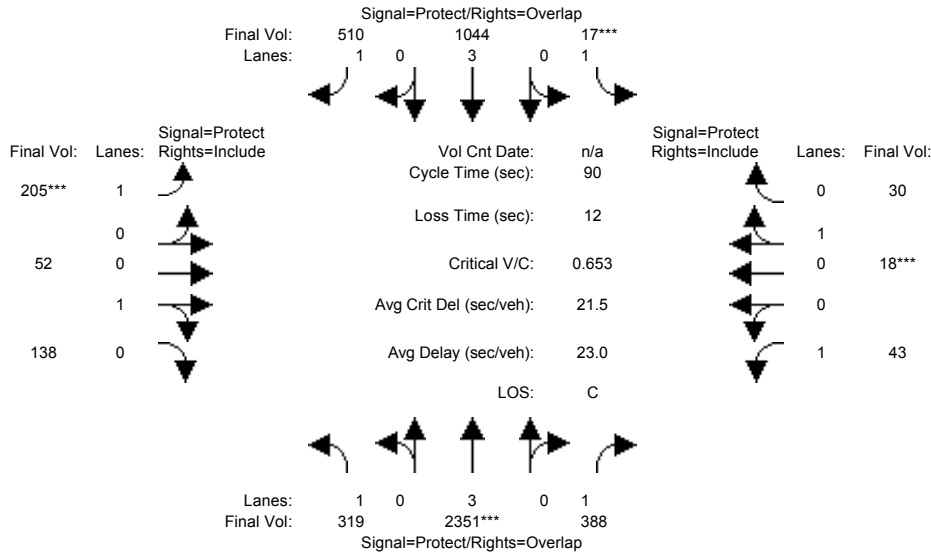 Signal=Protect/Rights=Overlap
Final Vol: 510 1044 17***
Lanes: 1 0 3 0 1
Signal=Protect Signal=Protect
Final Vol: Lanes: Rights=Include Vol Cnt Date: n/a Rights=Include Lanes: Final Vol:
Cycle Time (sec): 90
205*** 1 0 30
Loss Time (sec): 12
0 1
52 0 Critical V/C: 0.653 0 18***
1 Avg Crit Del (sec/veh): 21.5 0
138 0 Avg Delay (sec/veh): 23.0 1 43
LOS: C
Lanes: 1 0 3 0 1
Final Vol: 319 2351*** 388
Signal=Protect/Rights=Overlap